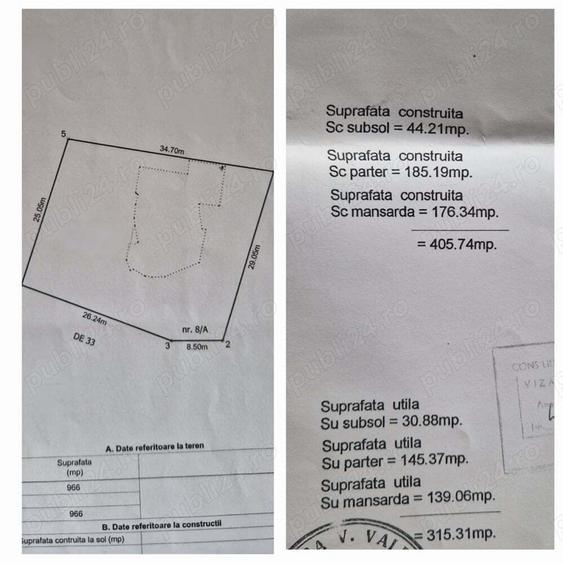 5
34.70m
25.05m
29.05m
26.24m
nr. 8/A
DE 33
3
8.50m
2
A. Date referitoare la teren
Suprafata
(mp)
966
966
B. Date referitoare la constructii
Suprafata contruita la sol (mp)
Suprafata construita
Sc subsol = 44.21mp.
Suprafata construita
Sc parter = 185.19mp.
Suprafata construita
Sc mansarda = 176.34mp.
= 405.74mp.
Suprafata utila
Su subsol = 30.88mp.
Suprafata utila
Su parter = 145.37mp.
Suprafata utila
Su mansarda = 139.06mp.
= 315.31mp.
V. VAL
publi24.ro